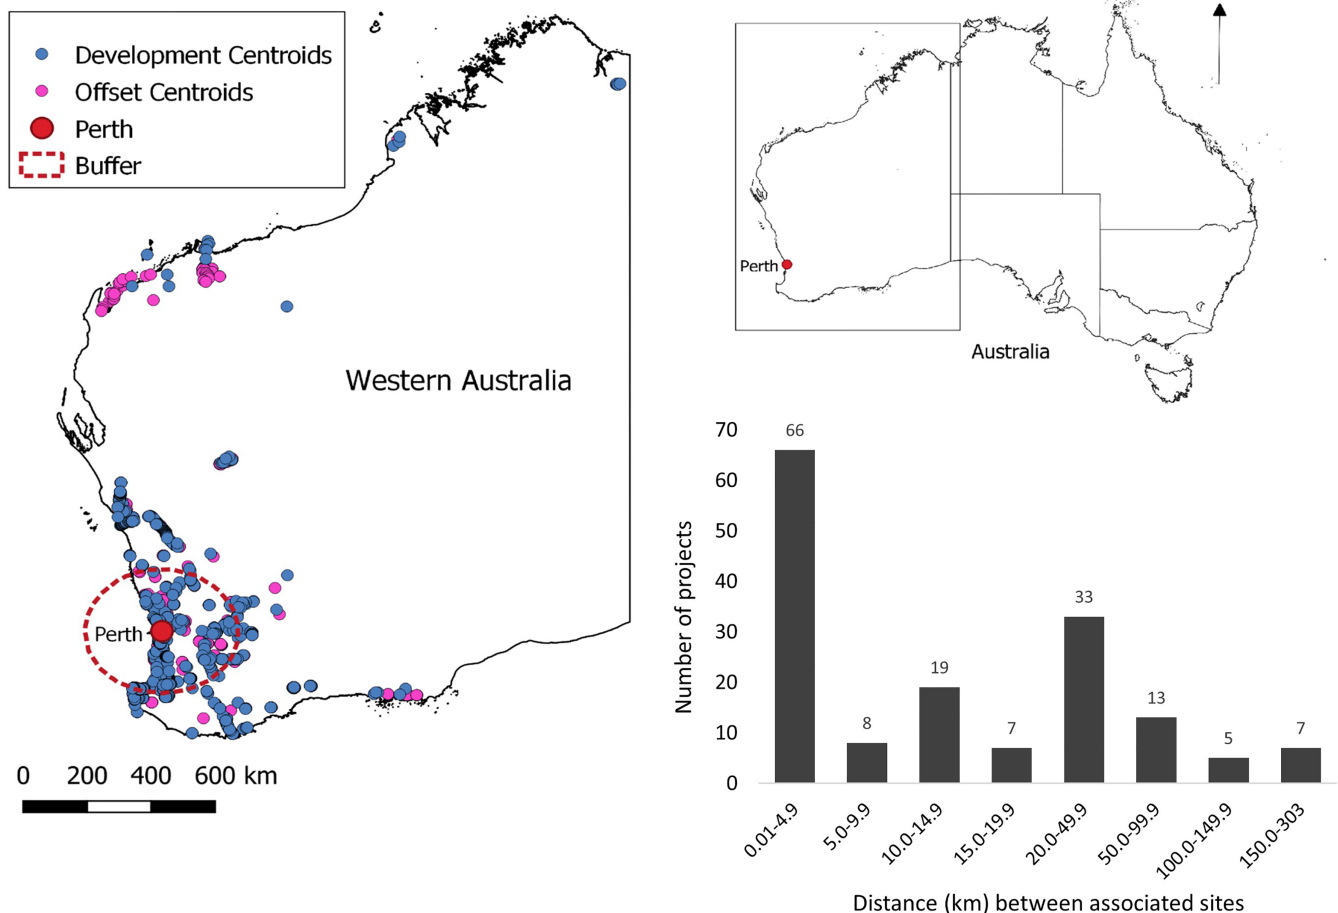 Development Centroids
Offset Centroids
Perth
Buffer
Western Australia
Perth
0 200 400 600 km
Perth
Australia
70
60
50
40
30
20
10
0
Number of projects
66
8
19
7
33
13
5
7
0.01-4.9
5.0-9.9
10.0-14.9
15.0-19.9
20.0-49.9
50.0-99.9
100.0-149.9
150.0-303
Distance (km) between associated sites